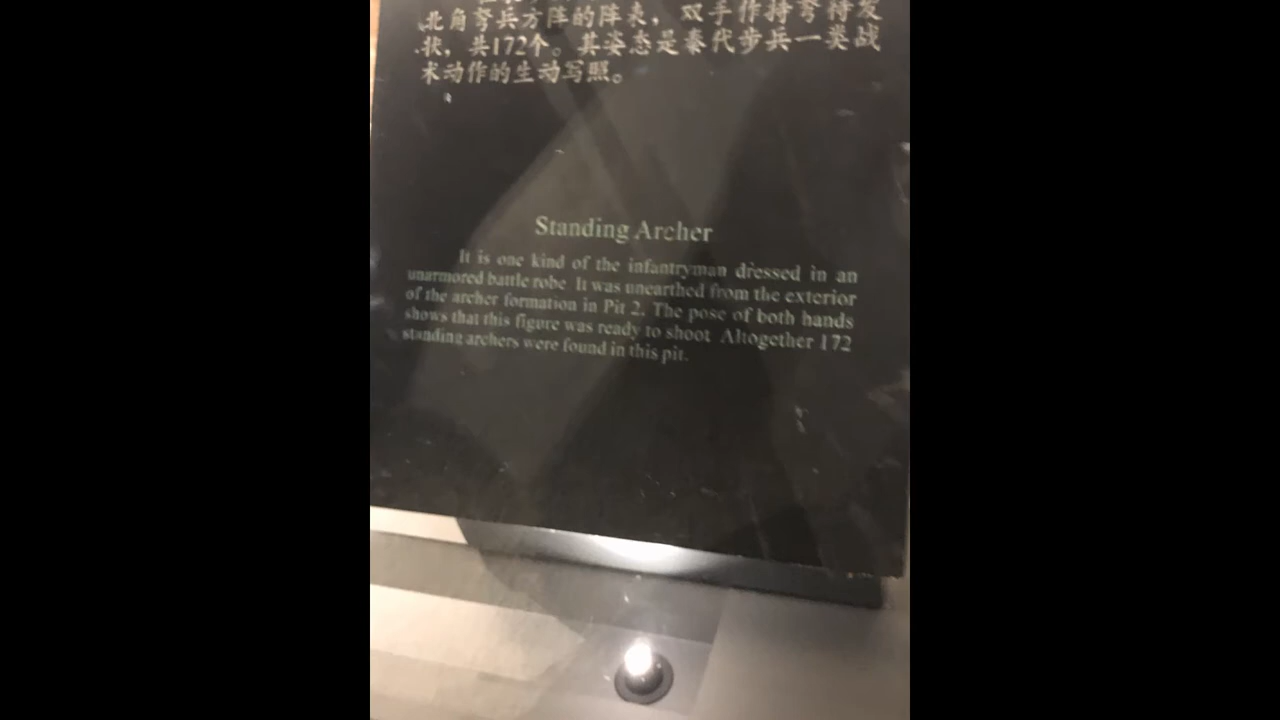 北角弩兵方阵的阵表，双手作持弩待发
状，共172个。其姿态是秦代步兵一类战
术动作的生动写照。
Standing Archer
It is one kind of the infantryman dressed in an
unarmored battle robe. It was unearthed from the exterior
of the archer formation in Pit 2. The pose of both hands
shows that this figure was ready to shoot. Altogether 172
standing archers were found in this pit.